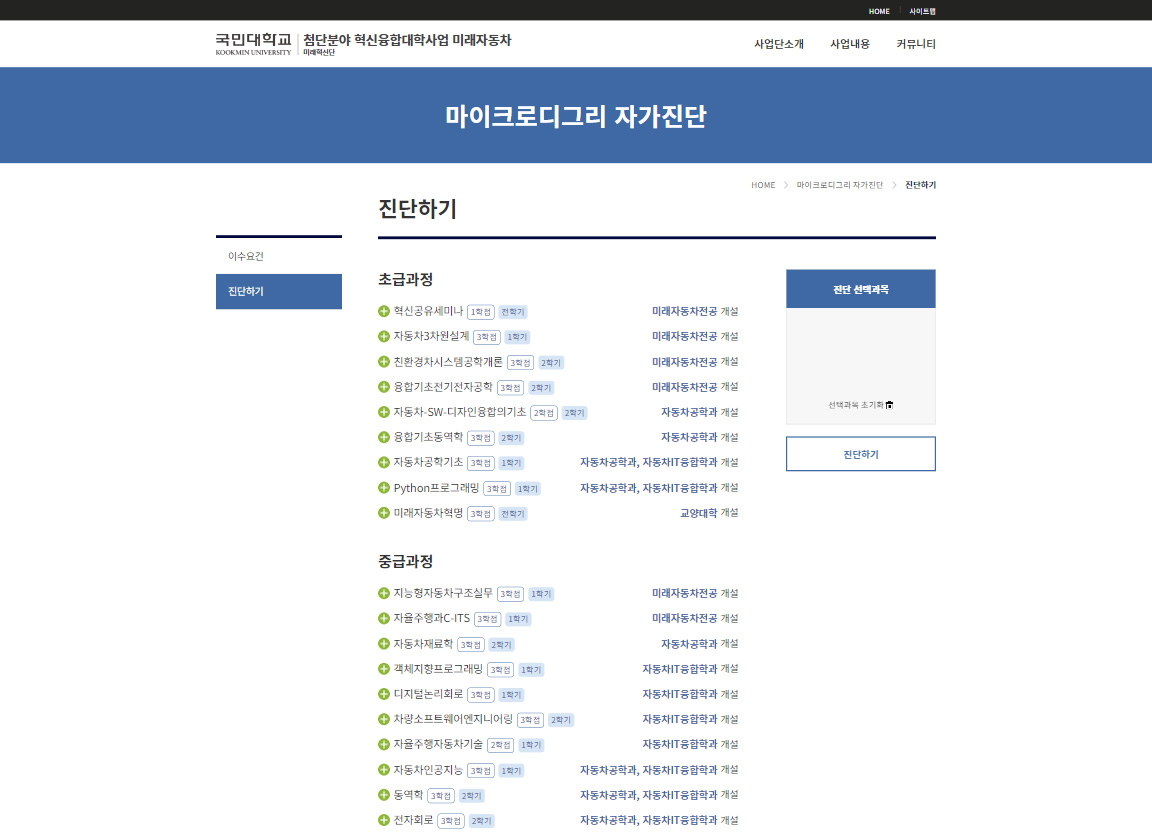 HOME 사이트맵
국민대학교 KOOKMIN UNIVERSITY 첨단분야 혁신융합대학사업 미래자동차 미래혁신단
사업단소개 사업내용 커뮤니티
마이크로디그리 자가진단
HOME 마이크로디그리 자가진단 진단하기
진단하기
이수요건
진단하기
초급과정
혁신공유세미나 1학점 전학기 미래자동차전공 개설
자동차3차원설계 3학점 1학기 미래자동차전공 개설
친환경차시스템공학개론 3학점 2학기 미래자동차전공 개설
융합기초전기전자공학 3학점 2학기 미래자동차전공 개설
자동차-SW-디자인융합의기초 2학점 2학기 자동차공학과 개설
융합기초동역학 3학점 2학기 자동차공학과 개설
자동차공학기초 3학점 1학기 자동차공학과, 자동차IT융합학과 개설
Python프로그래밍 3학점 1학기 자동차공학과, 자동차IT융합학과 개설
미래자동차혁명 3학점 전학기 교양대학 개설
중급과정
지능형자동차구조실무 3학점 1학기 미래자동차전공 개설
자율주행과C-ITS 3학점 1학기 미래자동차전공 개설
자동차재료학 3학점 2학기 자동차공학과 개설
객체지향프로그래밍 3학점 1학기 자동차IT융합학과 개설
디지털논리회로 3학점 1학기 자동차IT융합학과 개설
차량소프트웨어엔지니어링 3학점 2학기 자동차IT융합학과 개설
자율주행자동차기술 2학점 1학기 자동차IT융합학과 개설
자동차인공지능 3학점 1학기 자동차공학과, 자동차IT융합학과 개설
동역학 3학점 2학기 자동차공학과, 자동차IT융합학과 개설
전자회로 3학점 2학기 자동차공학과, 자동차IT융합학과 개설
진단 선택과목
선택과목 초기화
진단하기